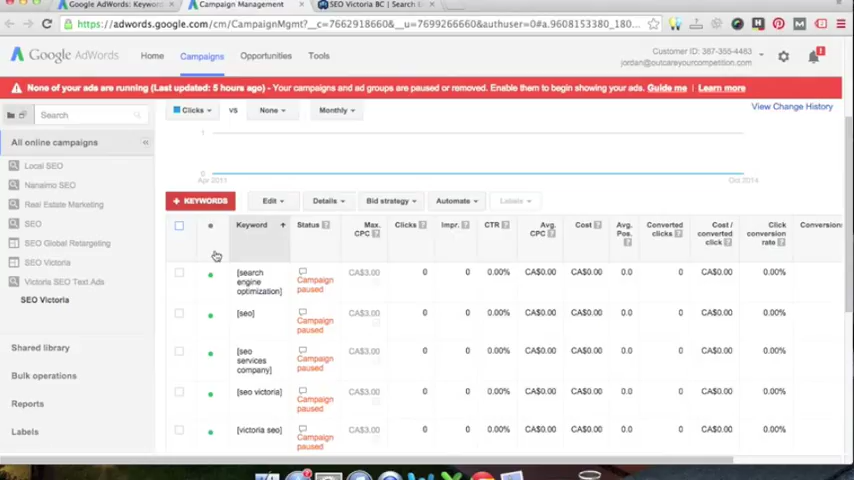 Google AdWords: Keywor
Campaign Management
SEO Victoria BC | Search E
https://adwords.google.com/cm/CampaignMgmt?__c=7662918660&__u=7699266660&authuser=0#a.9608153380_180...
Google AdWords Home Campaigns Opportunities Tools
Customer ID: 387-355-4463
jordan@outcareyourcompetition.com
None of your ads are running (Last updated: 5 hours ago) - Your campaigns and ad groups are paused or removed. Enable them to begin showing your ads. Guide me | Learn more
Search
All online campaigns
Local SEO
Nanaimo SEO
Real Estate Marketing
SEO
SEO Global Retargeting
SEO Victoria
Victoria SEO Text Ads
SEO Victoria
Shared library
Bulk operations
Reports
Labels
Clicks vs None Monthly
View Change History
1
0
Apr 2011 Oct 2014
+ KEYWORDS Edit Details Bid strategy Automate Labels
Keyword + Status ? Max. CPC ? Clicks ? Impr. ? CTR ? Avg. CPC ? Cost ? Avg. Pos. ? Converted clicks ? Cost / converted click ? Click conversion rate ? Conversion
[search engine optimization] Campaign paused CA$3.00 0 0 0.00% CA$0.00 CA$0.00 0.0 0 CA$0.00 0.00%
[seo] Campaign paused CA$3.00 0 0 0.00% CA$0.00 CA$0.00 0.0 0 CA$0.00 0.00%
[seo services company] Campaign paused CA$3.00 0 0 0.00% CA$0.00 CA$0.00 0.0 0 CA$0.00 0.00%
[seo victoria] Campaign paused CA$3.00 0 0 0.00% CA$0.00 CA$0.00 0.0 0 CA$0.00 0.00%
[victoria seo] Campaign paused CA$3.00 0 0 0.00% CA$0.00 CA$0.00 0.0 0 CA$0.00 0.00%